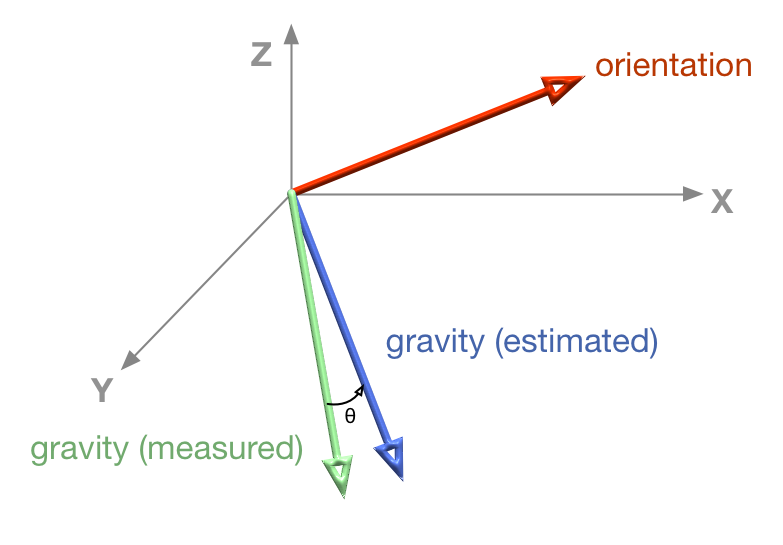 Z
orientation
X
gravity (estimated)
Y
θ
gravity (measured)